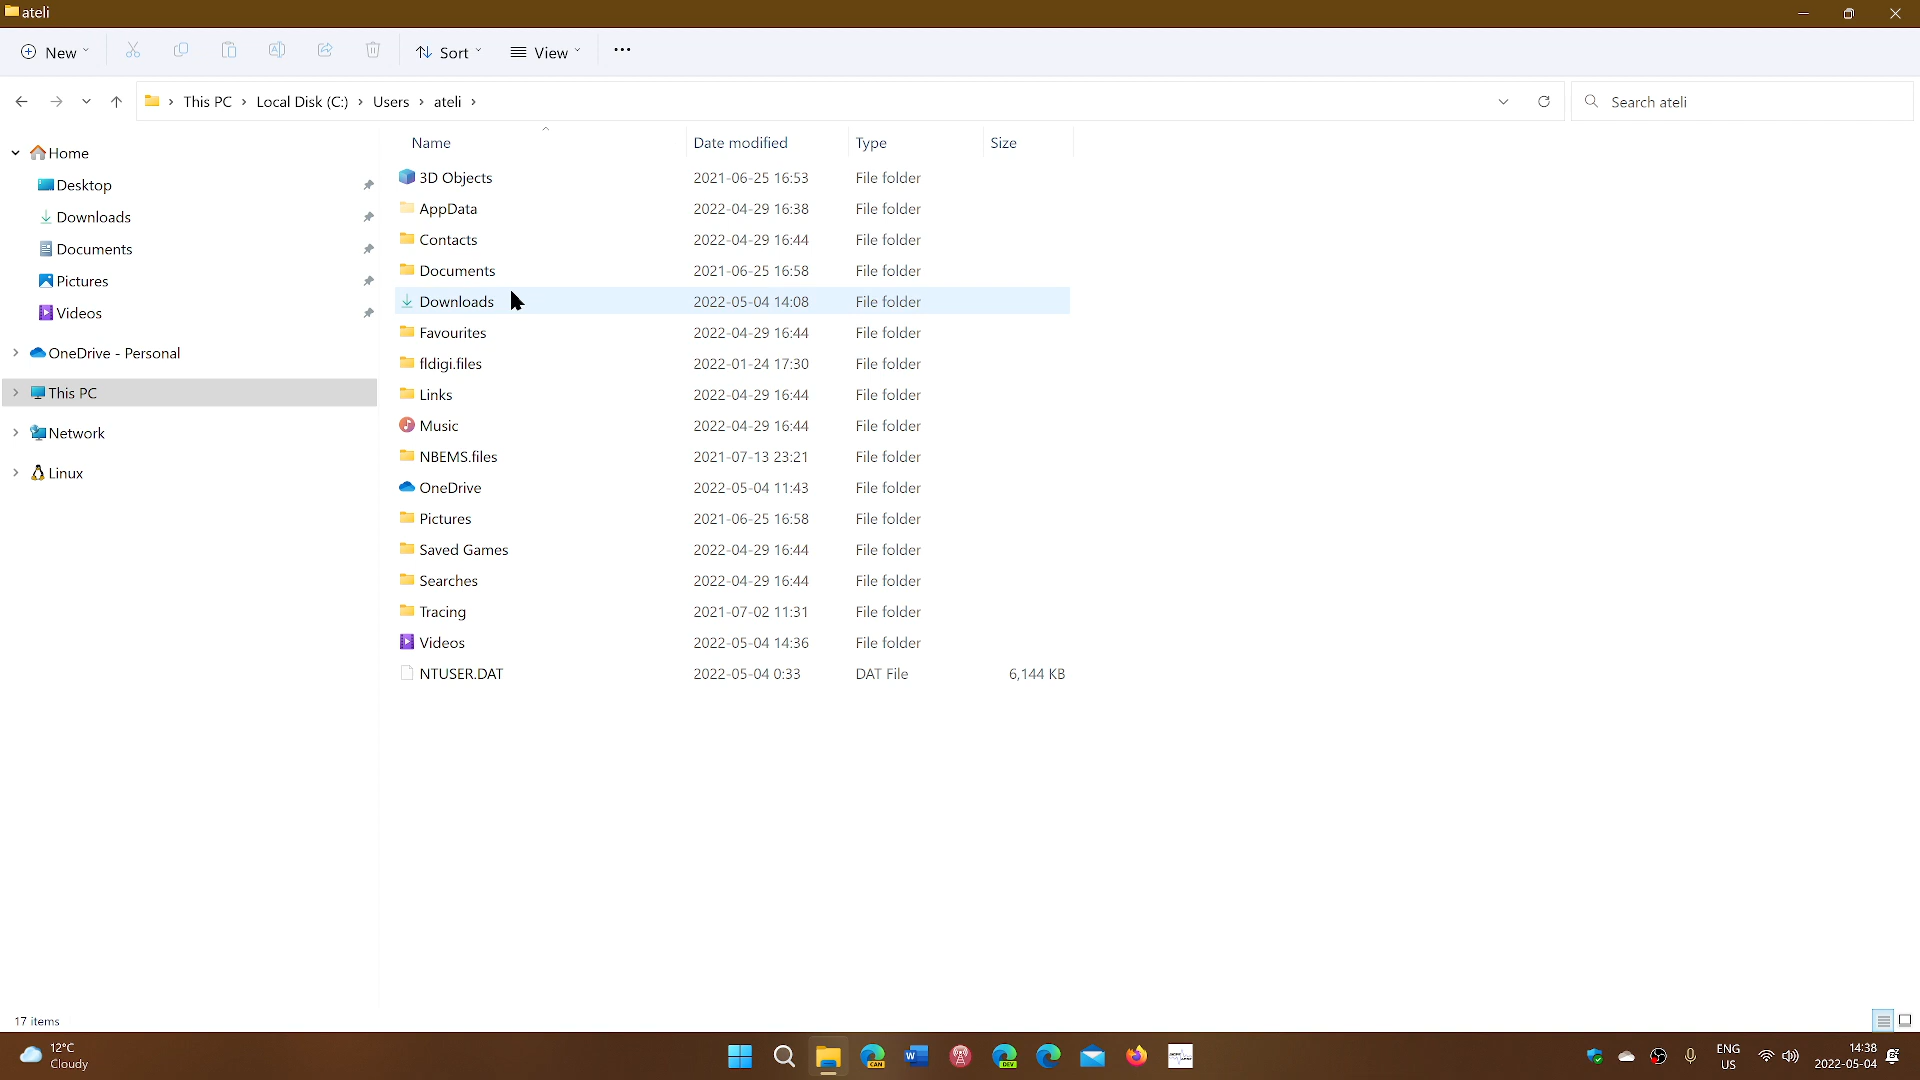 ateli
New
Sort
View
This PC > Local Disk (C:) > Users > ateli >
Search ateli
Home
Desktop
Downloads
Documents
Pictures
Videos
OneDrive - Personal
This PC
Network
Linux
Name Date modified Type Size
3D Objects 2021-06-25 16:53 File folder
AppData 2022-04-29 16:38 File folder
Contacts 2022-04-29 16:44 File folder
Documents 2021-06-25 16:58 File folder
Downloads 2022-05-04 14:08 File folder
Favourites 2022-04-29 16:44 File folder
fldigi.files 2022-01-24 17:30 File folder
Links 2022-04-29 16:44 File folder
Music 2022-04-29 16:44 File folder
NBEMS.files 2021-07-13 23:21 File folder
OneDrive 2022-05-04 11:43 File folder
Pictures 2021-06-25 16:58 File folder
Saved Games 2022-04-29 16:44 File folder
Searches 2022-04-29 16:44 File folder
Tracing 2021-07-02 11:31 File folder
Videos 2022-05-04 14:36 File folder
NTUSER.DAT 2022-05-04 0:33 DAT File 6,144 KB
17 items
12°C
Cloudy
CAN
W
DEV
ENG
US
14:38
2022-05-04